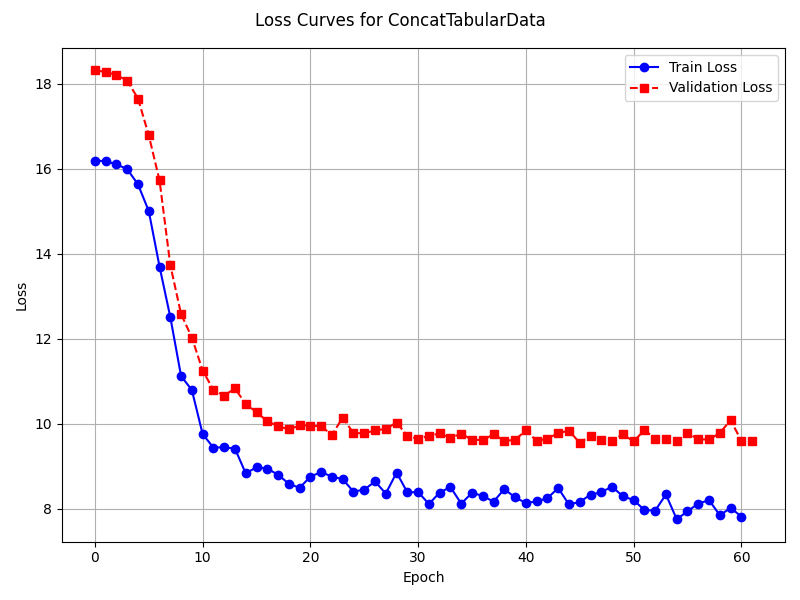 Loss Curves for ConcatTabularData
Train Loss
Validation Loss
Loss
18
16
14
12
10
8
0 10 20 30 40 50 60
Epoch